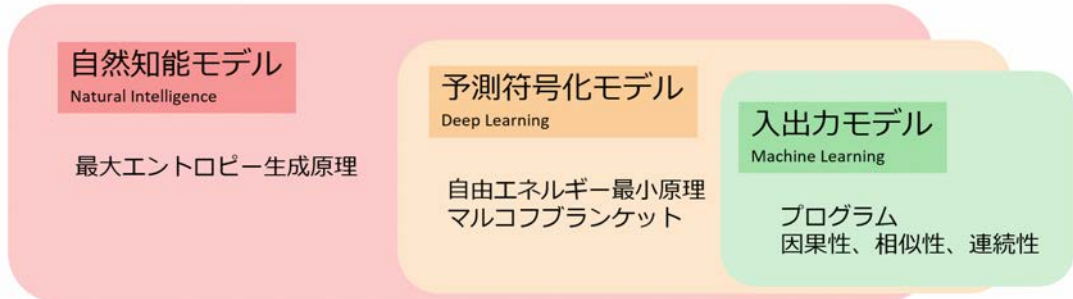 自然知能モデル
Natural Intelligence
最大エントロピー生成原理
予測符号化モデル
Deep Learning
自由エネルギー最小原理
マルコフブランケット
入出力モデル
Machine Learning
プログラム
因果性、相似性、連続性